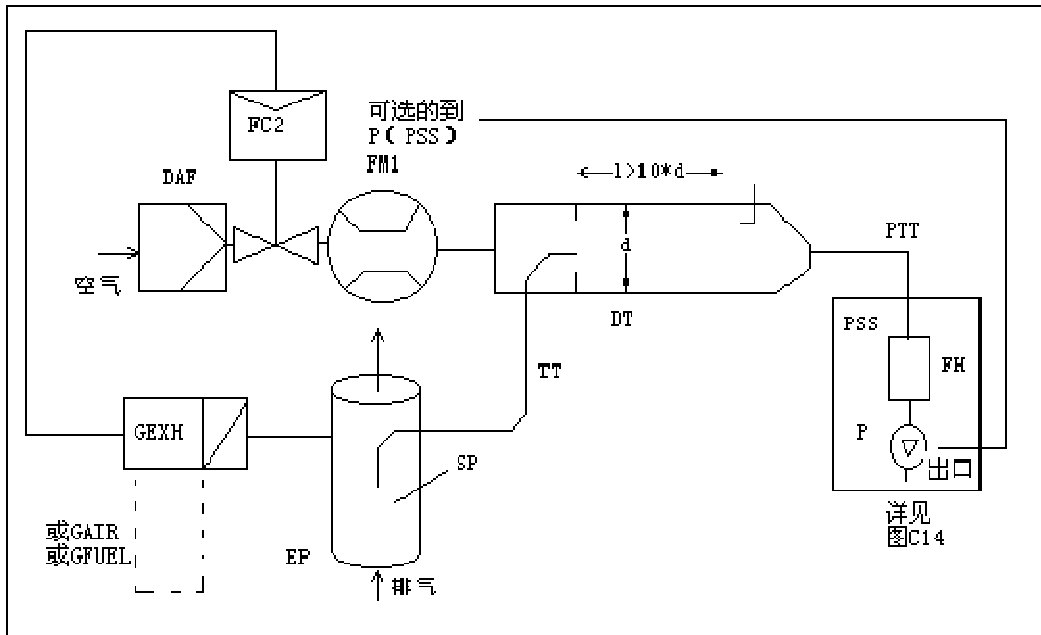 可选的到
P( PSS)
FC2
FM1
DAF
l>10*d
空气
d
DT
PTT
PSS
FH
TT
P
GEXH
SP
出口
或GAIR
或GFUEL
EP
排气
详见
图C14